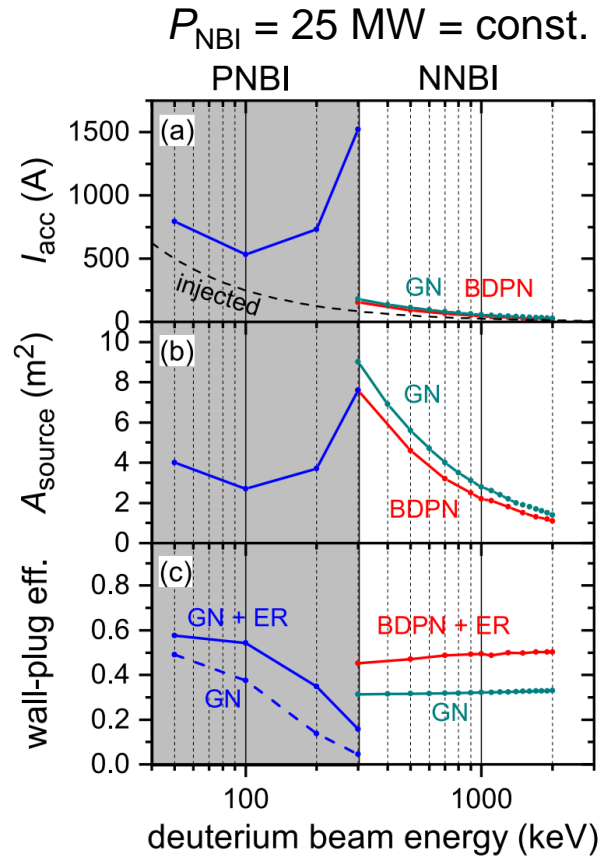 P_NBI = 25 MW = const.
PNBI NNBI
(a)
I_acc (A)
1500
1000
500
0
injected
GN
BDPN
(b)
A_source (m²)
10
8
6
4
2
0
GN
BDPN
(c)
wall-plug eff.
0.8
0.6
0.4
0.2
0.0
GN + ER
GN
BDPN + ER
GN
100 1000
deuterium beam energy (keV)